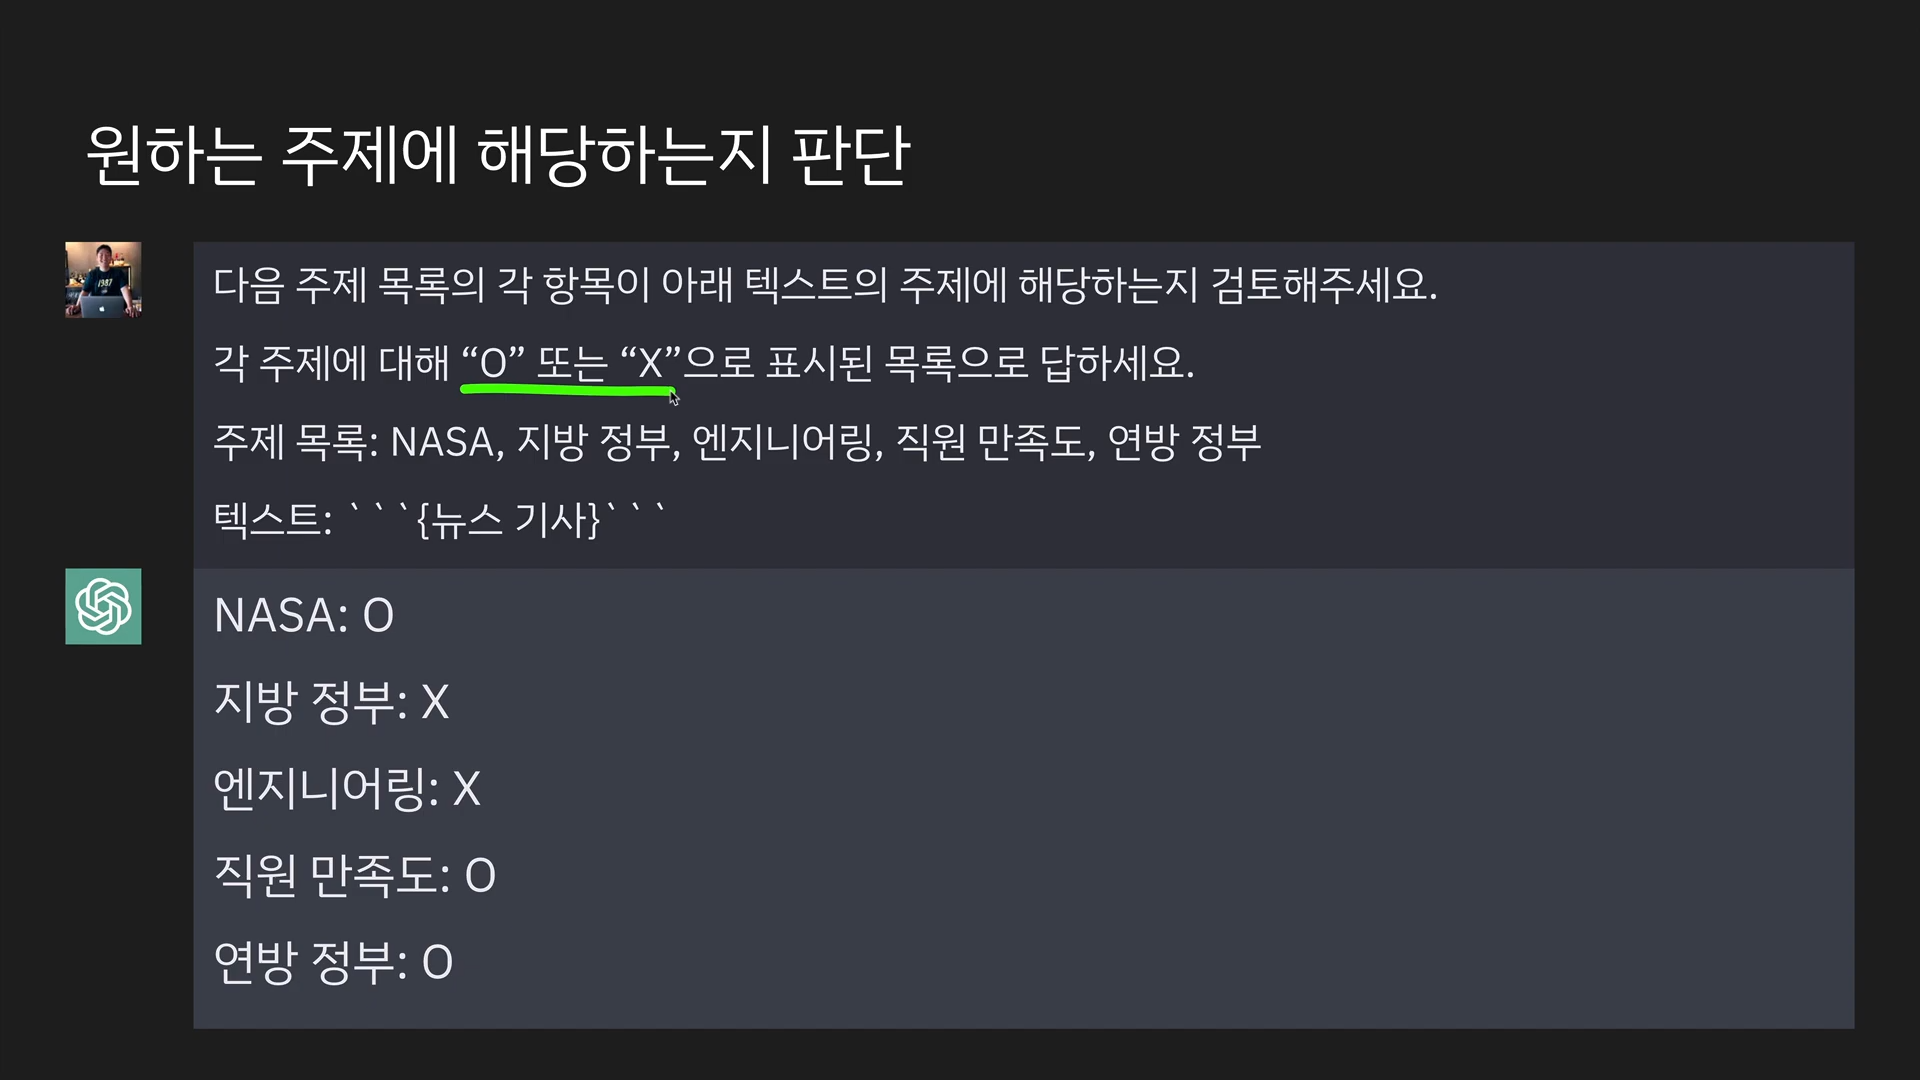 원하는 주제에 해당하는지 판단
다음 주제 목록의 각 항목이 아래 텍스트의 주제에 해당하는지 검토해주세요.
각 주제에 대해 “O” 또는 “X”으로 표시된 목록으로 답하세요.
주제 목록: NASA, 지방 정부, 엔지니어링, 직원 만족도, 연방 정부
텍스트: ```{뉴스 기사}```
NASA: O
지방 정부: X
엔지니어링: X
직원 만족도: O
연방 정부: O